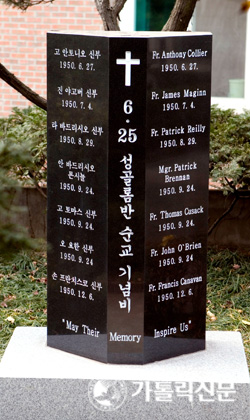 고 안토니오 신부
1950. 6. 27.
진 야고버 신부
1950. 7. 4.
라 바드리시오 신부
1950. 8. 29.
안 바드리시오
몬시뇰
1950. 9. 24.
고 토마스 신부
1950. 9. 24.
오 요한 신부
1950. 9. 24
손 프란치스코 신부
1950. 12. 6.
"May Their
6·25 성골롬반 순교 기념비
Memory
Fr. Anthony Collier
1950. 6. 27.
Fr. James Maginn
1950. 7. 4.
Fr. Patrick Reilly
1950. 8. 29.
Mgr. Patrick
Brennan
1950. 9. 24.
Fr. Thomas Cusack
1950. 9. 24.
Fr. John O'Brien
1950. 9. 24
Fr. Francis Canavan
1950. 12. 6.
Inspire Us"
가톨릭신문